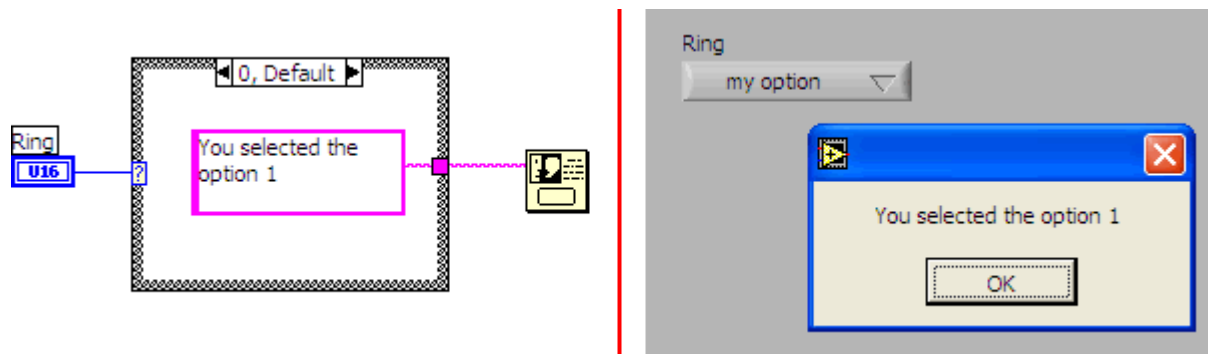 0, Default
Ring
U16
?
You selected the
option 1
Ring
my option
You selected the option 1
OK